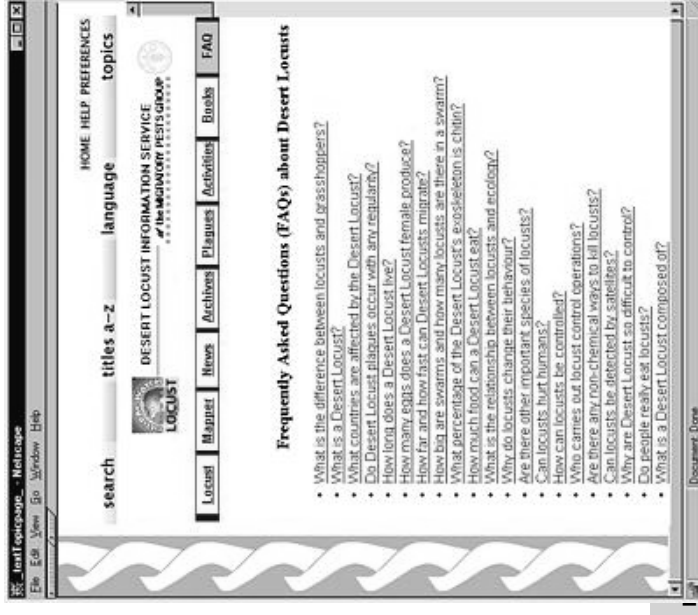 _textTopicpage_ - Netscape
File Edit View Go Window Help
HOME HELP PREFERENCES
search titles a-z language topics
DESERT LOCUST INFORMATION SERVICE
of the MIGRATORY PESTS GROUP
LOCUST
Locust Mapper News Archives Plagues Activities Books FAQ
Frequently Asked Questions (FAQs) about Desert Locusts
• What is the difference between locusts and grasshoppers?
• What is a Desert Locust?
• What countries are affected by the Desert Locust?
• Do Desert Locust plagues occur with any regularity?
• How long does a Desert Locust live?
• How many eggs does a Desert Locust female produce?
• How far and how fast can Desert Locusts migrate?
• How big are swarms and how many locusts are there in a swarm?
• What percentage of the Desert Locust's exoskeleton is chitin?
• How much food can a Desert Locust eat?
• What is the relationship between locusts and ecology?
• Why do locusts change their behaviour?
• Are there other important species of locusts?
• Can locusts hurt humans?
• How can locusts be controlled?
• Who carries out locust control operations?
• Are there any non-chemical ways to kill locusts?
• Can locusts be detected by satellites?
• Why are Desert Locust so difficult to control?
• Do people really eat locusts?
• What is a Desert Locust composed of?
Document Done